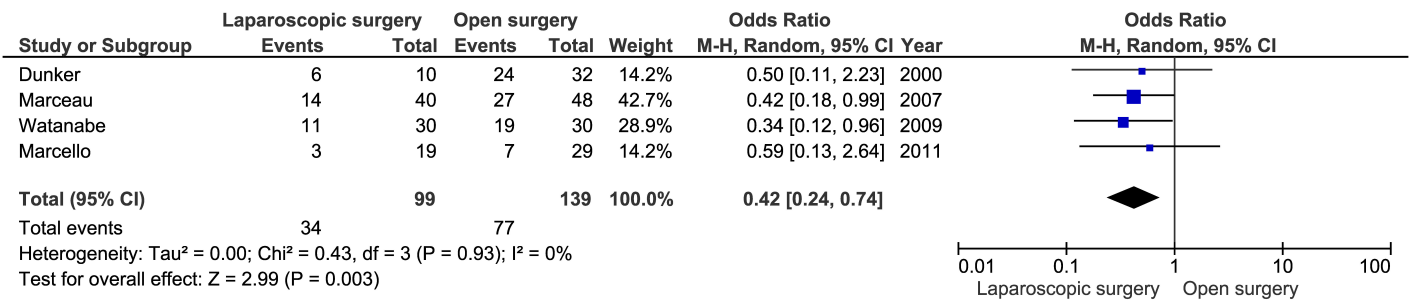 Laparoscopic surgery Open surgery Odds Ratio Odds Ratio
Study or Subgroup Events Total Events Total Weight M-H, Random, 95% CI Year M-H, Random, 95% CI
Dunker 6 10 24 32 14.2% 0.50 [0.11, 2.23] 2000
Marceau 14 40 27 48 42.7% 0.42 [0.18, 0.99] 2007
Watanabe 11 30 19 30 28.9% 0.34 [0.12, 0.96] 2009
Marcello 3 19 7 29 14.2% 0.59 [0.13, 2.64] 2011
Total (95% CI) 99 139 100.0% 0.42 [0.24, 0.74]
Total events 34 77
Heterogeneity: Tau² = 0.00; Chi² = 0.43, df = 3 (P = 0.93); I² = 0%
Test for overall effect: Z = 2.99 (P = 0.003)
0.01 0.1 1 10 100
Laparoscopic surgery Open surgery